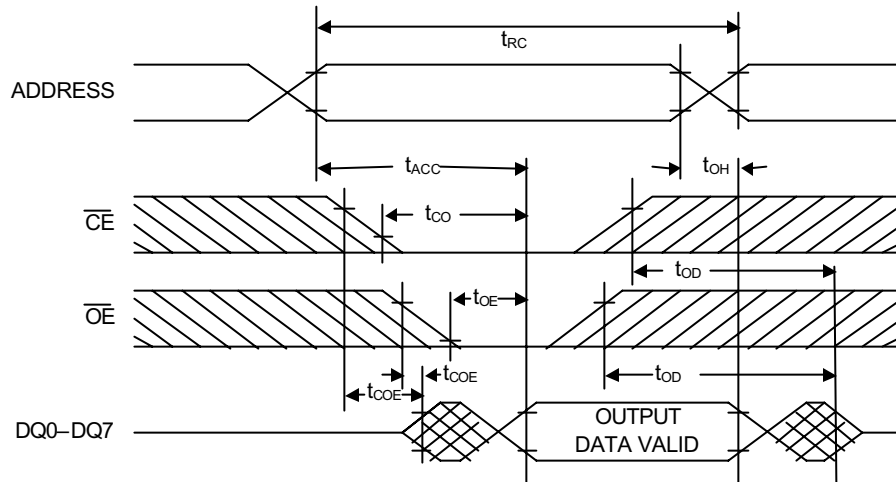 tRC
ADDRESS
tACC
tOH
CE
tCO
tOD
OE
tOE
tCOE
tCOE
tOD
DQ0–DQ7
OUTPUT
DATA VALID